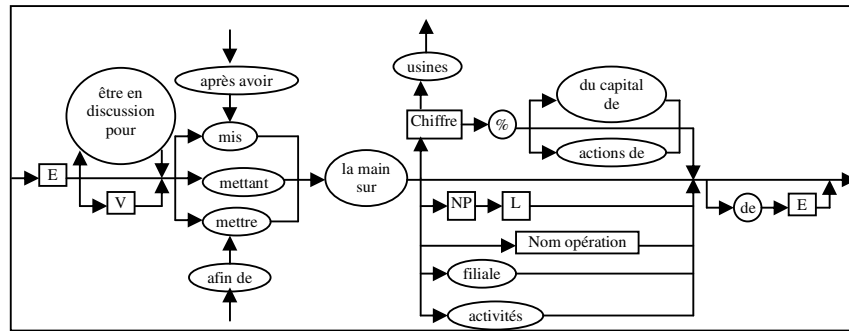 après avoir
usines
être en
discussion
pour
du capital
de
Chiffre
%
mis
actions de
E
mettant
la main
sur
V
mettre
NP
L
de
E
Nom opération
afin de
filiale
activités